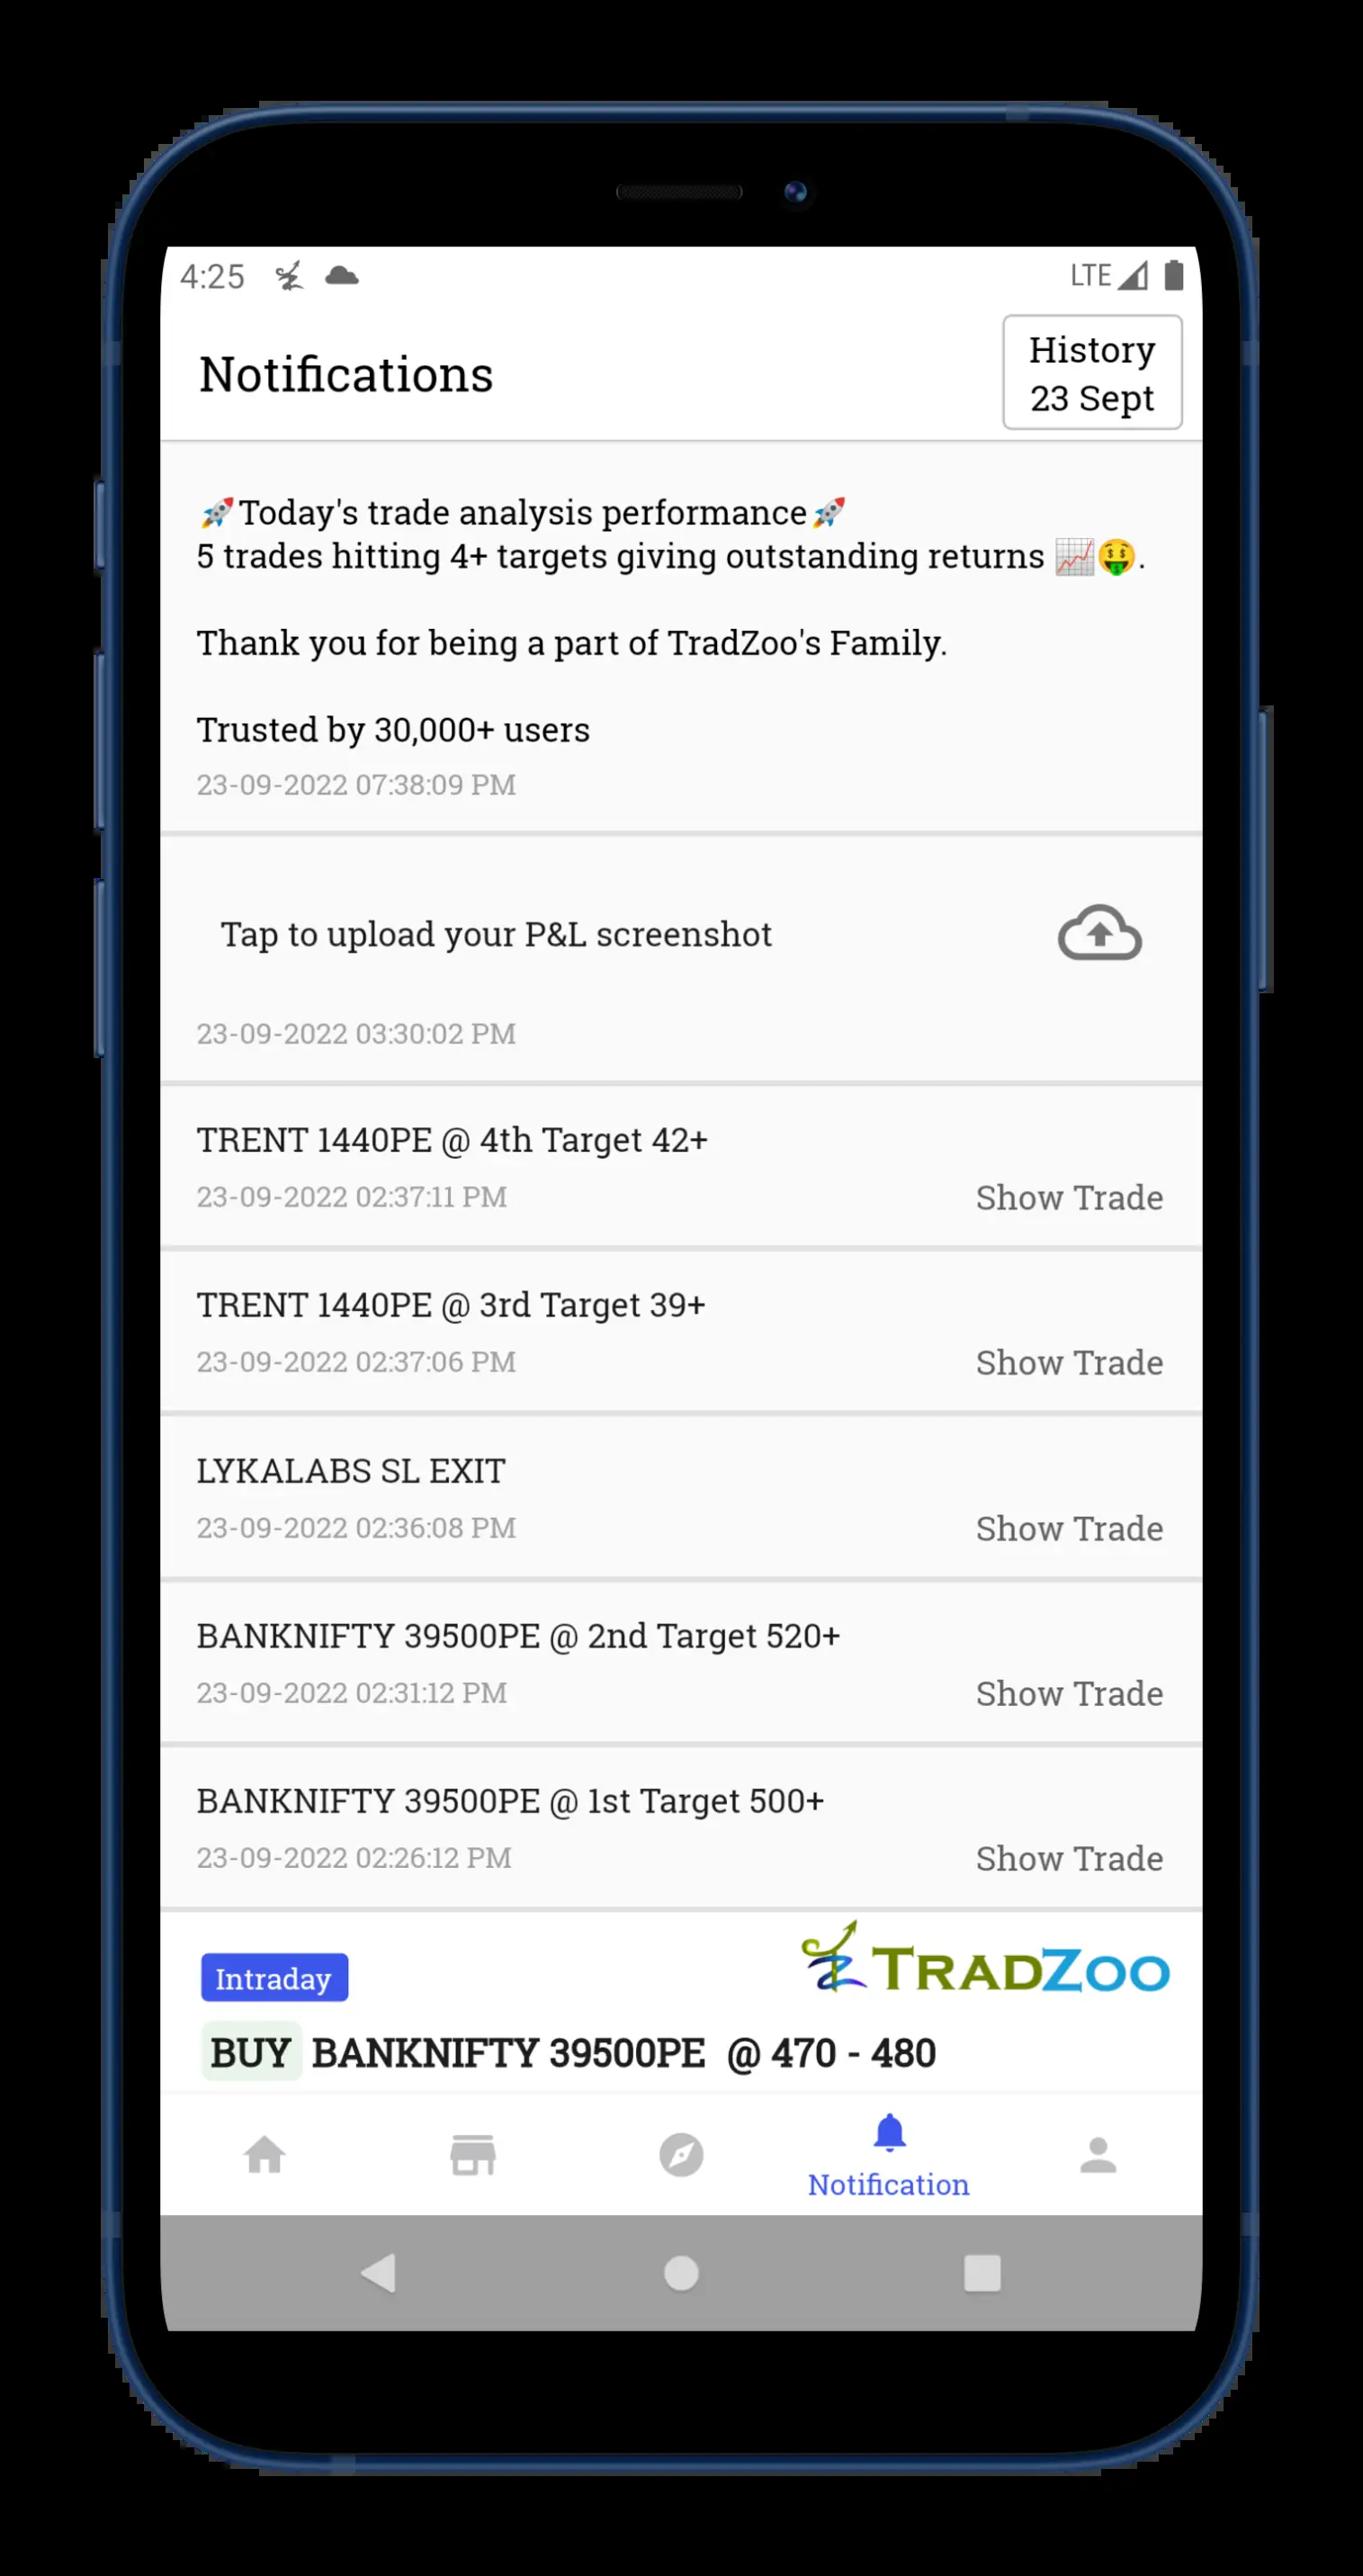 4:25
LTE
Notifications
History
23 Sept
🚀Today's trade analysis performance🚀
5 trades hitting 4+ targets giving outstanding returns 📈🤑.
Thank you for being a part of TradZoo's Family.
Trusted by 30,000+ users
23-09-2022 07:38:09 PM
Tap to upload your P&L screenshot
23-09-2022 03:30:02 PM
TRENT 1440PE @ 4th Target 42+
23-09-2022 02:37:11 PM
Show Trade
TRENT 1440PE @ 3rd Target 39+
23-09-2022 02:37:06 PM
Show Trade
LYKALABS SL EXIT
23-09-2022 02:36:08 PM
Show Trade
BANKNIFTY 39500PE @ 2nd Target 520+
23-09-2022 02:31:12 PM
Show Trade
BANKNIFTY 39500PE @ 1st Target 500+
23-09-2022 02:26:12 PM
Show Trade
Intraday
TRADZOO
BUY BANKNIFTY 39500PE @ 470 - 480
Notification